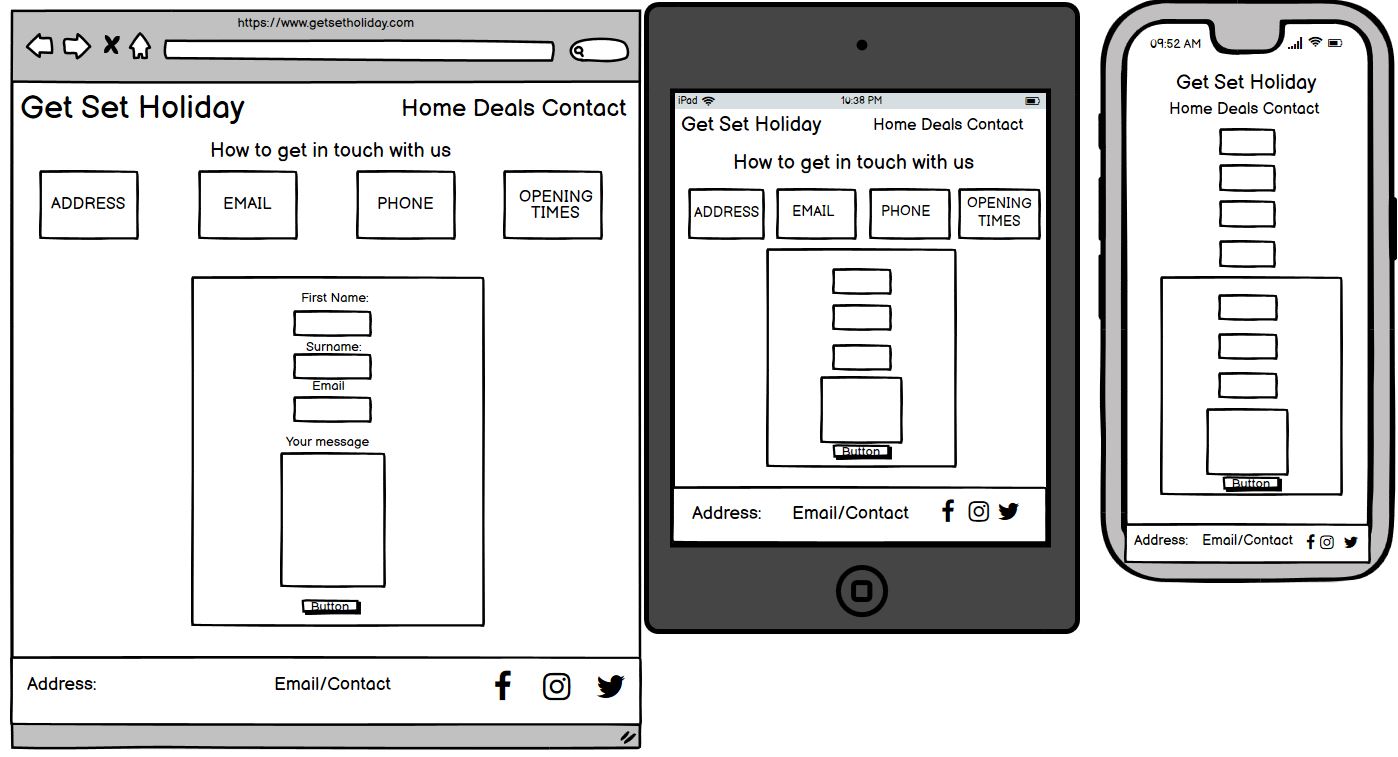 https://www.getsetholiday.com
Get Set Holiday
Home Deals Contact
How to get in touch with us
ADDRESS
EMAIL
PHONE
OPENING
TIMES
First Name:
Surname:
Email
Your message
Button
Address:
Email/Contact
iPad
10:38 PM
Get Set Holiday
Home Deals Contact
How to get in touch with us
ADDRESS
EMAIL
PHONE
OPENING
TIMES
Button
Address:
Email/Contact
09:52 AM
Get Set Holiday
Home Deals Contact
Button
Address:
Email/Contact